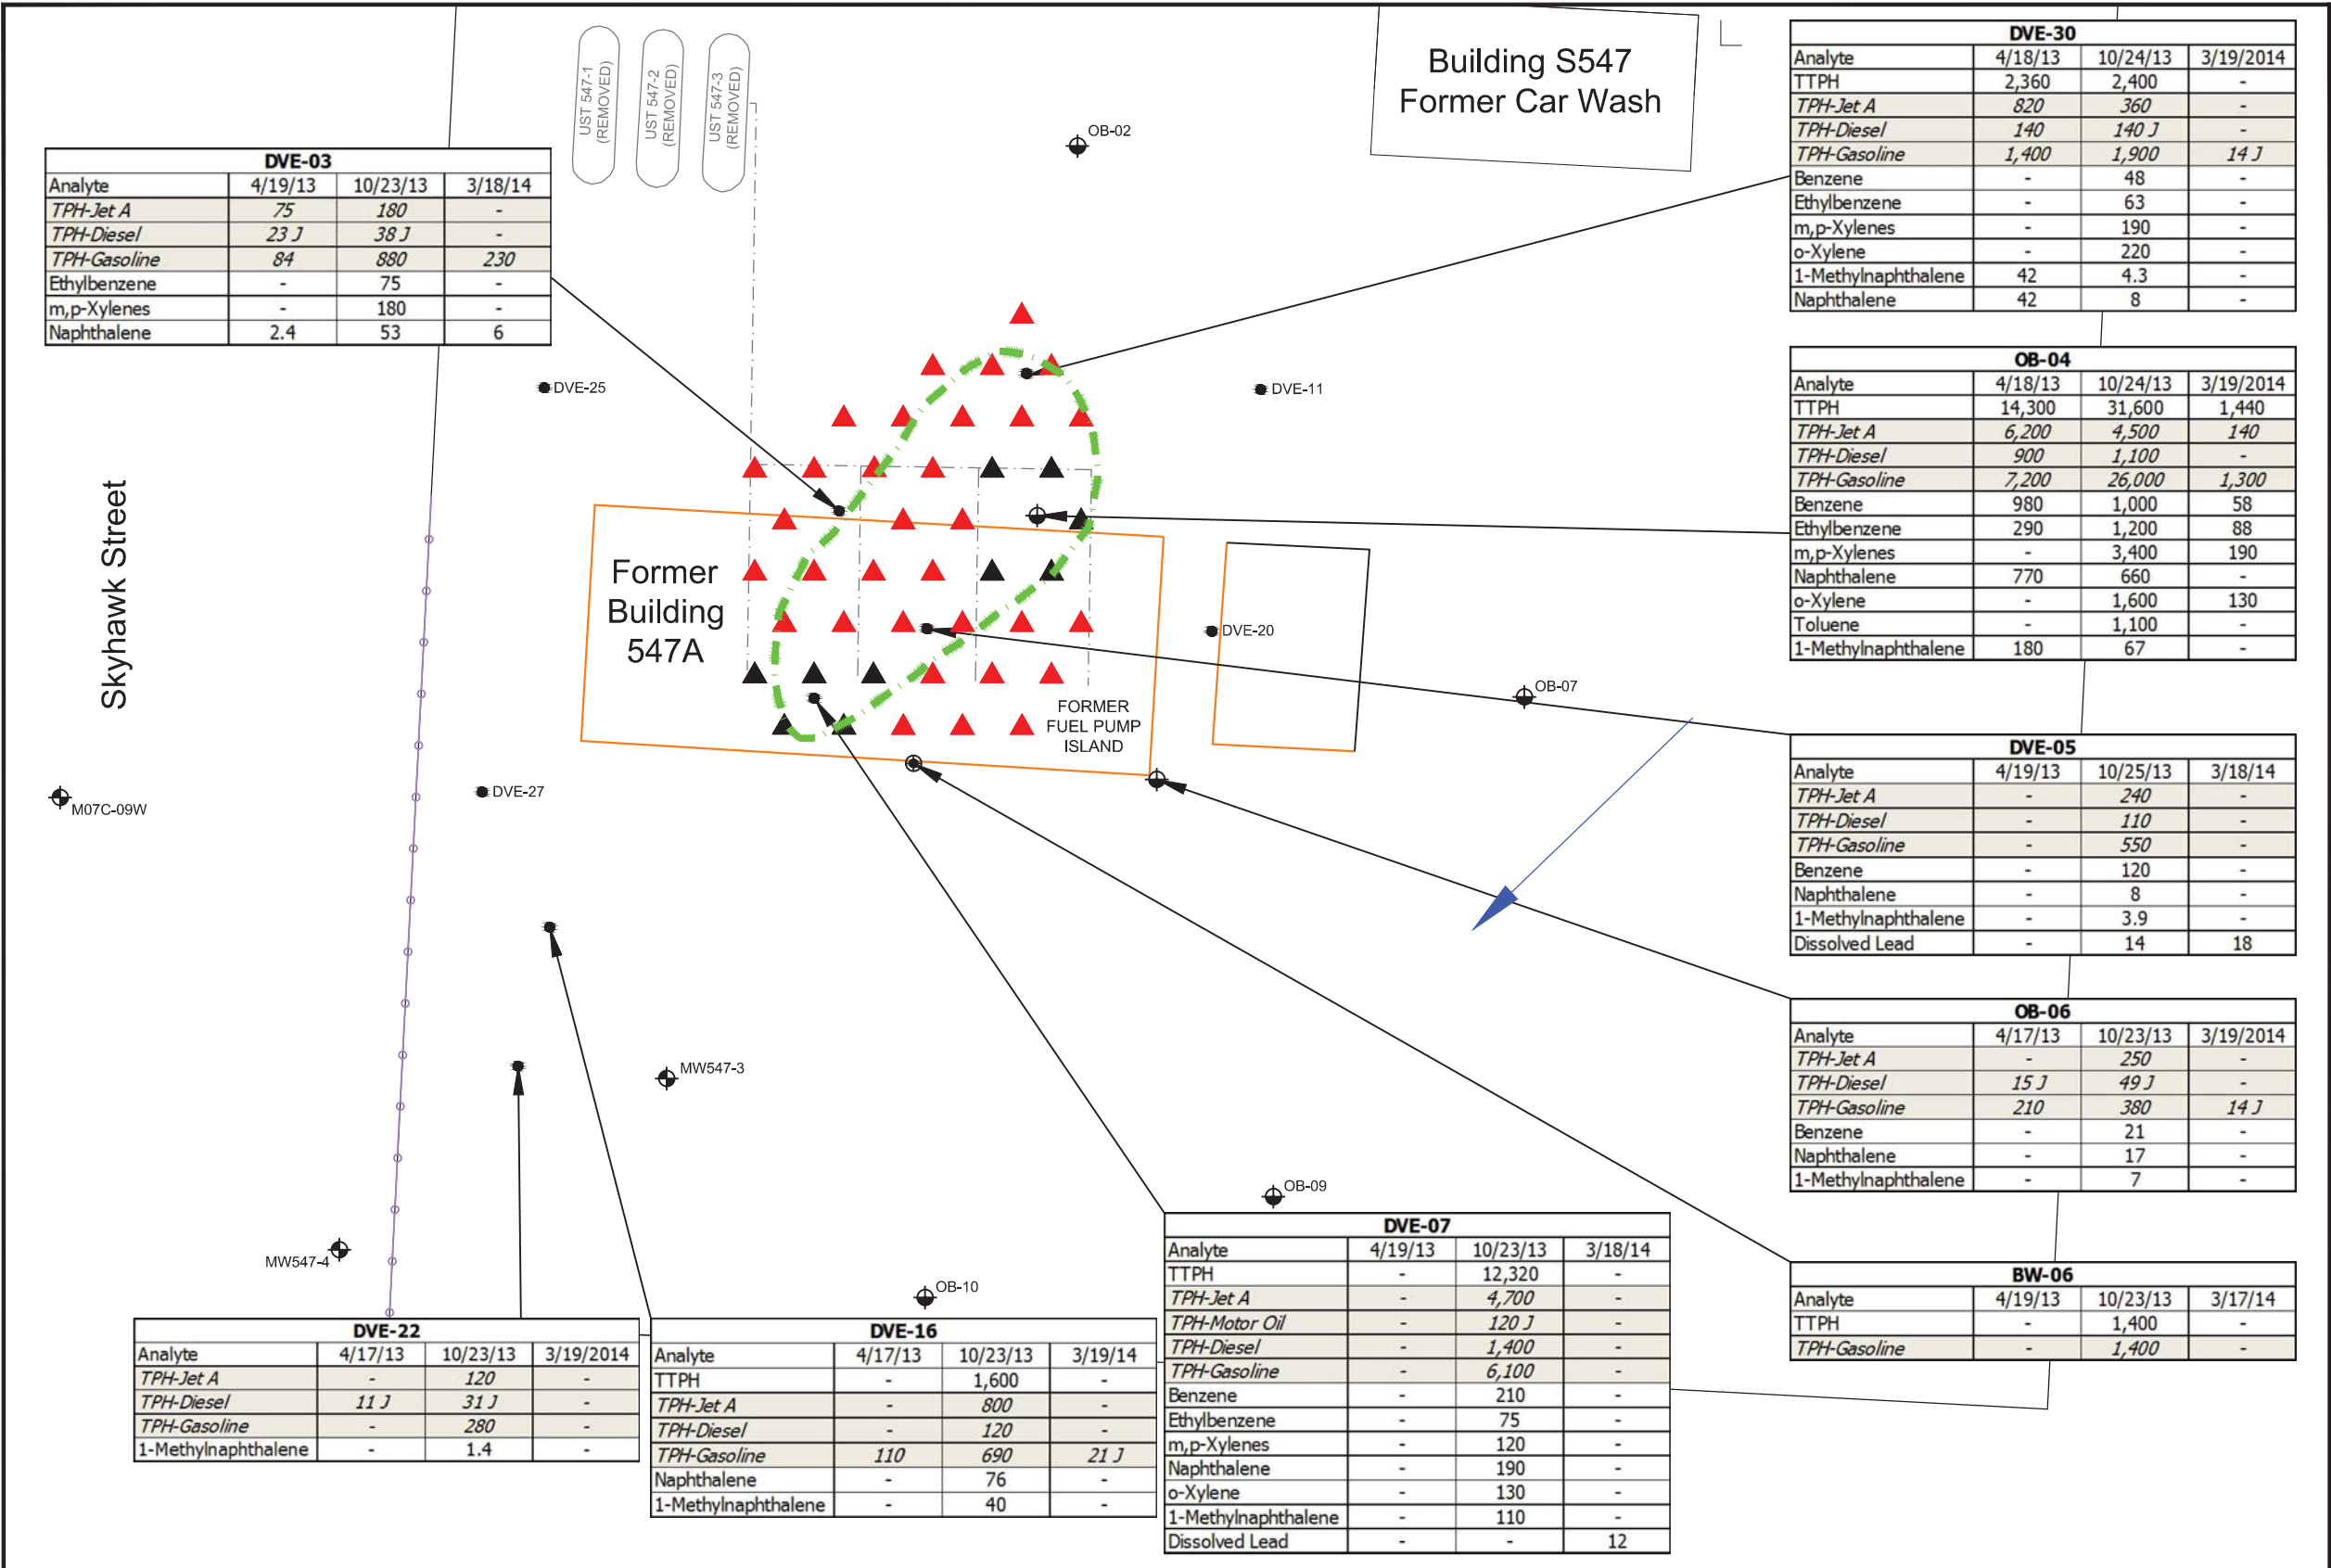 UST 547-1
(REMOVED)
UST 547-2
(REMOVED)
UST 547-3
(REMOVED)
Building S547
Former Car Wash
OB-02
DVE-03
Analyte 4/19/13 10/23/13 3/18/14
TPH-Jet A 75 180 -
TPH-Diesel 23 J 38 J -
TPH-Gasoline 84 880 230
Ethylbenzene - 75 -
m,p-Xylenes - 180 -
Naphthalene 2.4 53 6
DVE-30
Analyte 4/18/13 10/24/13 3/19/2014
TTPH 2,360 2,400 -
TPH-Jet A 820 360 -
TPH-Diesel 140 140 J -
TPH-Gasoline 1,400 1,900 14 J
Benzene - 48 -
Ethylbenzene - 63 -
m,p-Xylenes - 190 -
o-Xylene - 220 -
1-Methylnaphthalene 42 4.3 -
Naphthalene 42 8 -
DVE-25
DVE-11
OB-04
Analyte 4/18/13 10/24/13 3/19/2014
TTPH 14,300 31,600 1,440
TPH-Jet A 6,200 4,500 140
TPH-Diesel 900 1,100 -
TPH-Gasoline 7,200 26,000 1,300
Benzene 980 1,000 58
Ethylbenzene 290 1,200 88
m,p-Xylenes - 3,400 190
Naphthalene 770 660 -
o-Xylene - 1,600 130
Toluene - 1,100 -
1-Methylnaphthalene 180 67 -
Skyhawk Street
Former
Building
547A
DVE-20
OB-07
FORMER
FUEL PUMP
ISLAND
DVE-05
Analyte 4/19/13 10/25/13 3/18/14
TPH-Jet A - 240 -
TPH-Diesel - 110 -
TPH-Gasoline - 550 -
Benzene - 120 -
Naphthalene - 8 -
1-Methylnaphthalene - 3.9 -
Dissolved Lead - 14 18
M07C-09W
DVE-27
OB-06
Analyte 4/17/13 10/23/13 3/19/2014
TPH-Jet A - 250 -
TPH-Diesel 15 J 49 J -
TPH-Gasoline 210 380 14 J
Benzene - 21 -
Naphthalene - 17 -
1-Methylnaphthalene - 7 -
MW547-3
OB-09
MW547-4
OB-10
BW-06
Analyte 4/19/13 10/23/13 3/17/14
TTPH - 1,400 -
TPH-Gasoline - 1,400 -
DVE-22
Analyte 4/17/13 10/23/13 3/19/2014
TPH-Jet A - 120 -
TPH-Diesel 11 J 31 J -
TPH-Gasoline - 280 -
1-Methylnaphthalene - 1.4 -
DVE-16
Analyte 4/17/13 10/23/13 3/19/14
TTPH - 1,600 -
TPH-Jet A - 800 -
TPH-Diesel - 120 -
TPH-Gasoline 110 690 21 J
Naphthalene - 76 -
1-Methylnaphthalene - 40 -
DVE-07
Analyte 4/19/13 10/23/13 3/18/14
TTPH - 12,320 -
TPH-Jet A - 4,700 -
TPH-Motor Oil - 120 J -
TPH-Diesel - 1,400 -
TPH-Gasoline - 6,100 -
Benzene - 210 -
Ethylbenzene - 75 -
m,p-Xylenes - 120 -
Naphthalene - 190 -
o-Xylene - 130 -
1-Methylnaphthalene - 110 -
Dissolved Lead - - 12